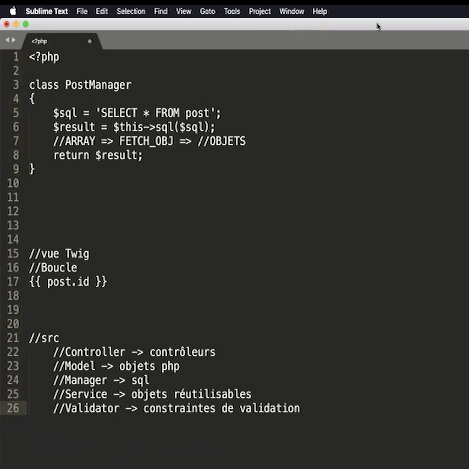 Sublime Text File Edit Selection Find View Goto Tools Project Window Help
<?php
1 <?php
2
3 class PostManager
4 {
5 $sql = 'SELECT * FROM post';
6 $result = $this->sql($sql);
7 //ARRAY => FETCH_OBJ => //OBJETS
8 return $result;
9 }
10
11
12
13
14
15 //vue Twig
16 //Boucle
17 {{ post.id }}
18
19
20
21 //src
22 //Controller -> contrôleurs
23 //Model -> objets php
24 //Manager -> sql
25 //Service -> objets réutilisables
26 //Validator -> constraintes de validation